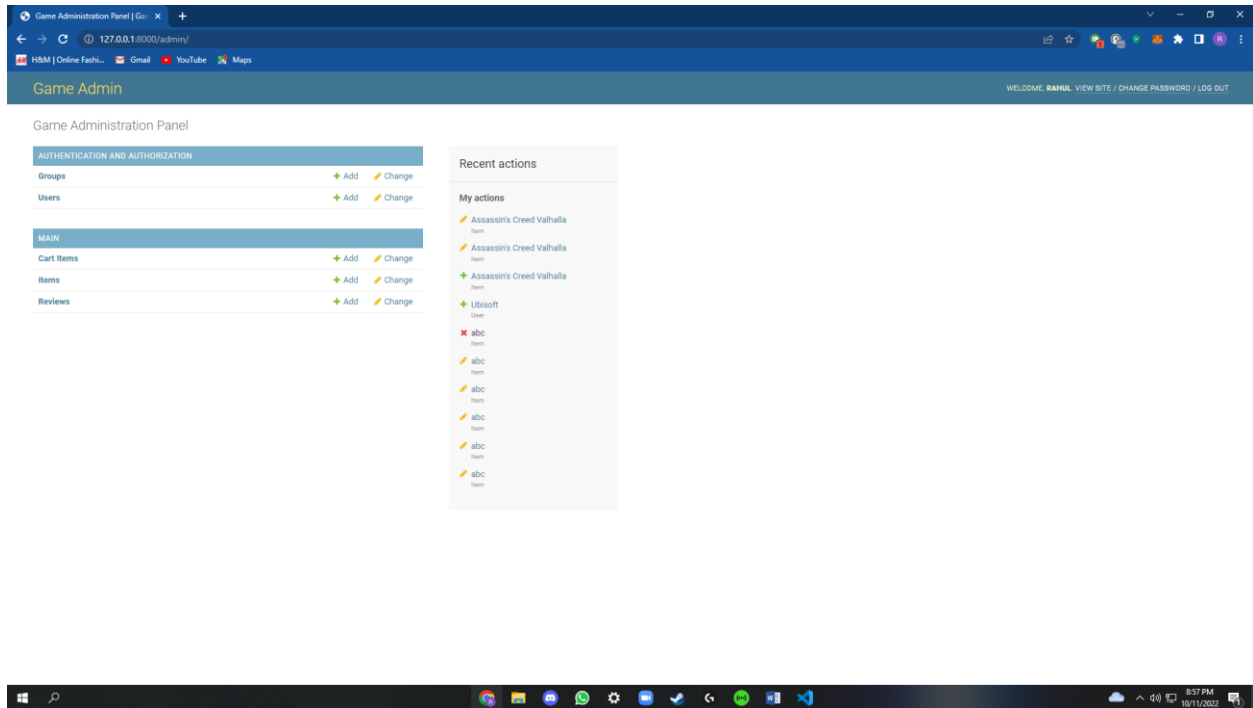 Game Administration Panel | Gam
127.0.0.1:8000/admin/
R
H&M | Online Fashi... Gmail YouTube Maps
Game Admin
WELCOME, RAHUL. VIEW SITE / CHANGE PASSWORD / LOG OUT
Game Administration Panel
AUTHENTICATION AND AUTHORIZATION
Groups Add Change
Users Add Change
MAIN
Cart Items Add Change
Items Add Change
Reviews Add Change
Recent actions
My actions
Assassin's Creed Valhalla
Item
Assassin's Creed Valhalla
Item
Assassin's Creed Valhalla
Item
Ubisoft
User
abc
Item
abc
Item
abc
Item
abc
Item
abc
Item
abc
Item
8:57 PM
10/11/2022